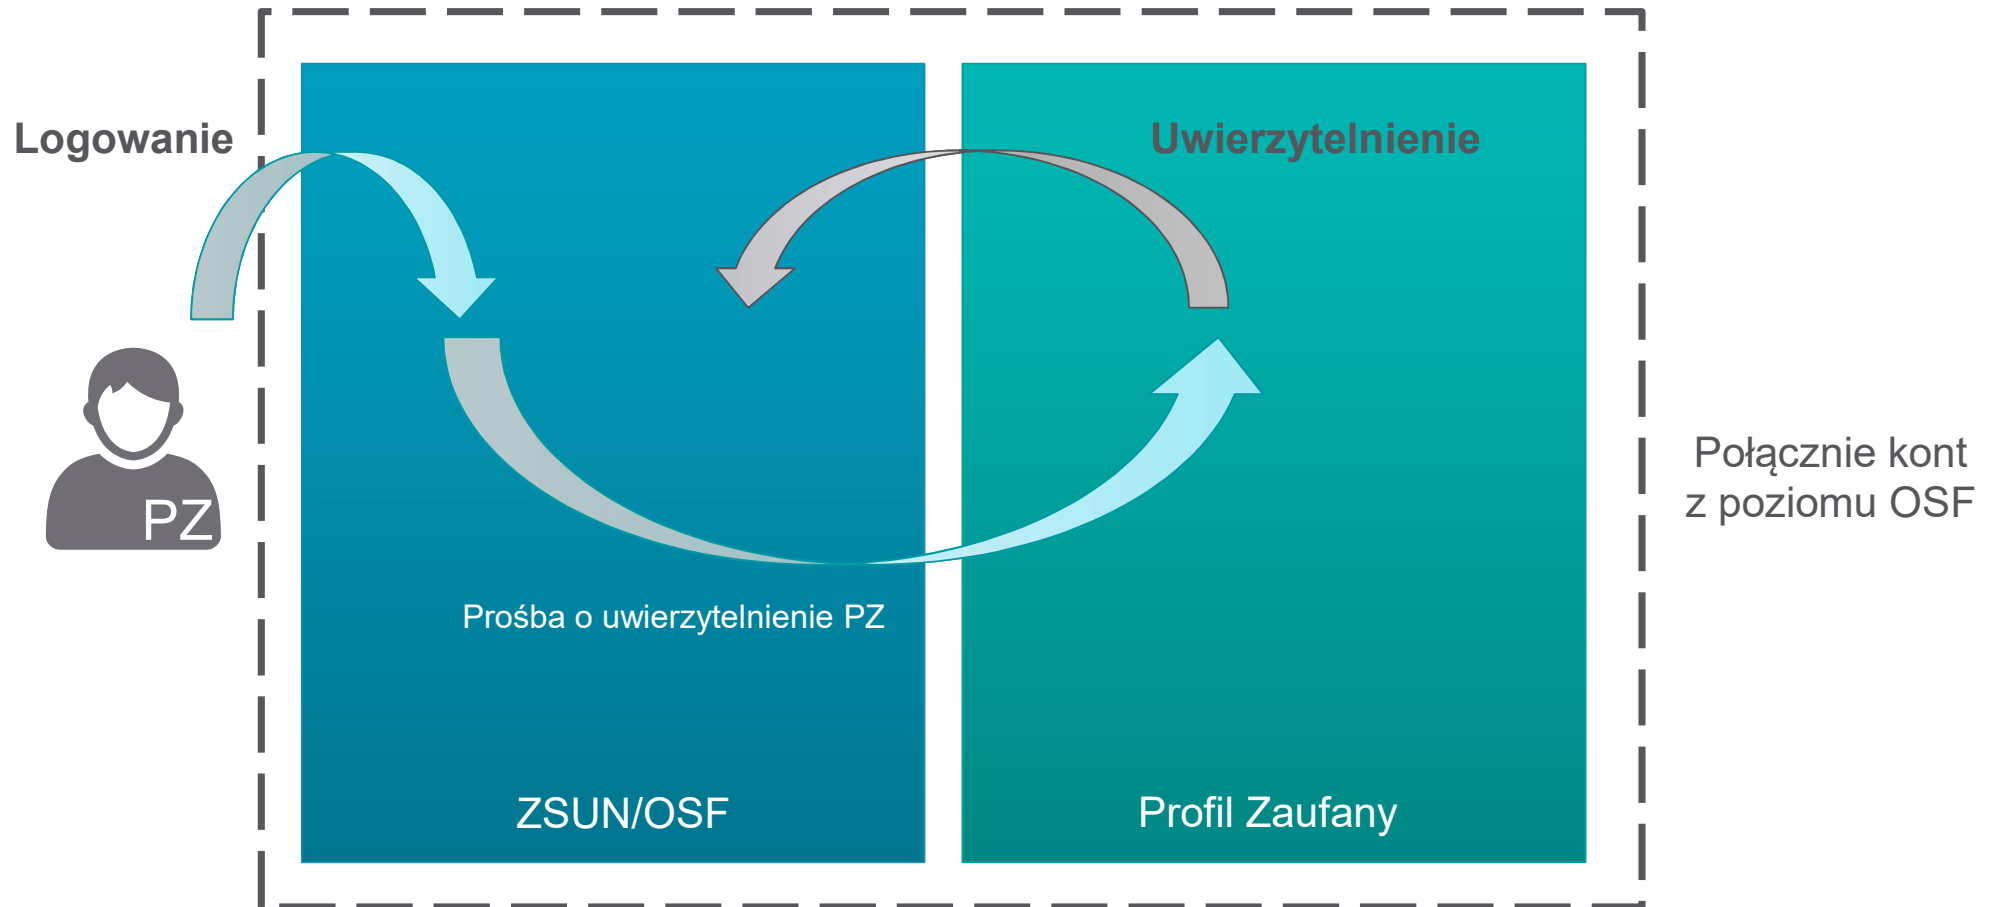 Logowanie
Uwierzytelnienie
PZ
Połącznie kont
z poziomu OSF
Prośba o uwierzytelnienie PZ
ZSUN/OSF
Profil Zaufany